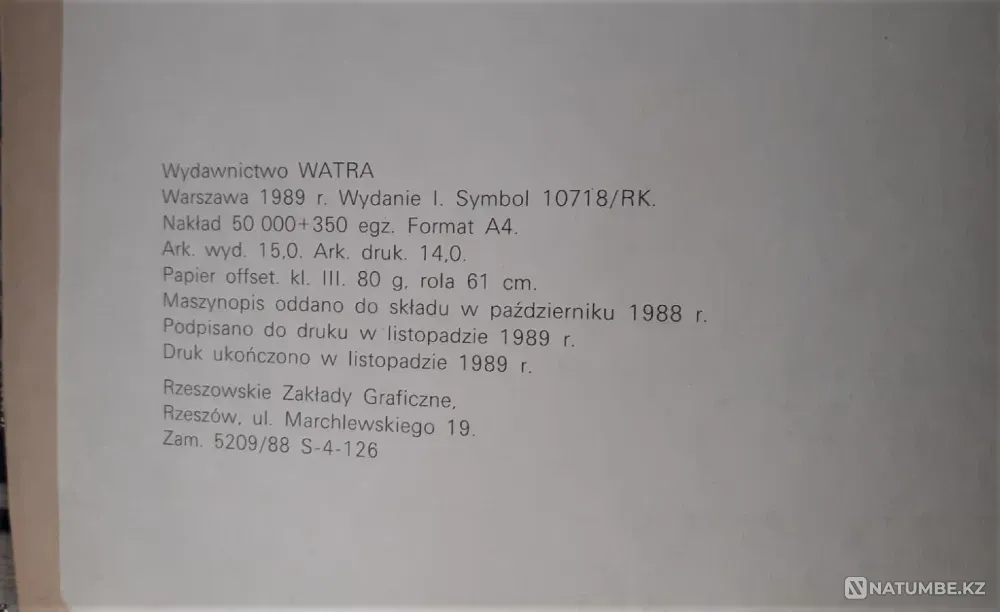 Wydawnictwo WATRA
Warszawa 1989 r. Wydanie I. Symbol 10718/RK.
Nakład 50 000+350 egz. Format A4.
Ark. wyd. 15,0. Ark. druk. 14,0.
Papier offset. kl. III. 80 g, rola 61 cm.
Maszynopis oddano do składu w październiku 1988 r.
Podpisano do druku w listopadzie 1989 r.
Druk ukończono w listopadzie 1989 r.
Rzeszowskie Zakłady Graficzne,
Rzeszów, ul. Marchlewskiego 19.
Zam. 5209/88 S-4-126
NATUMBE.KZ